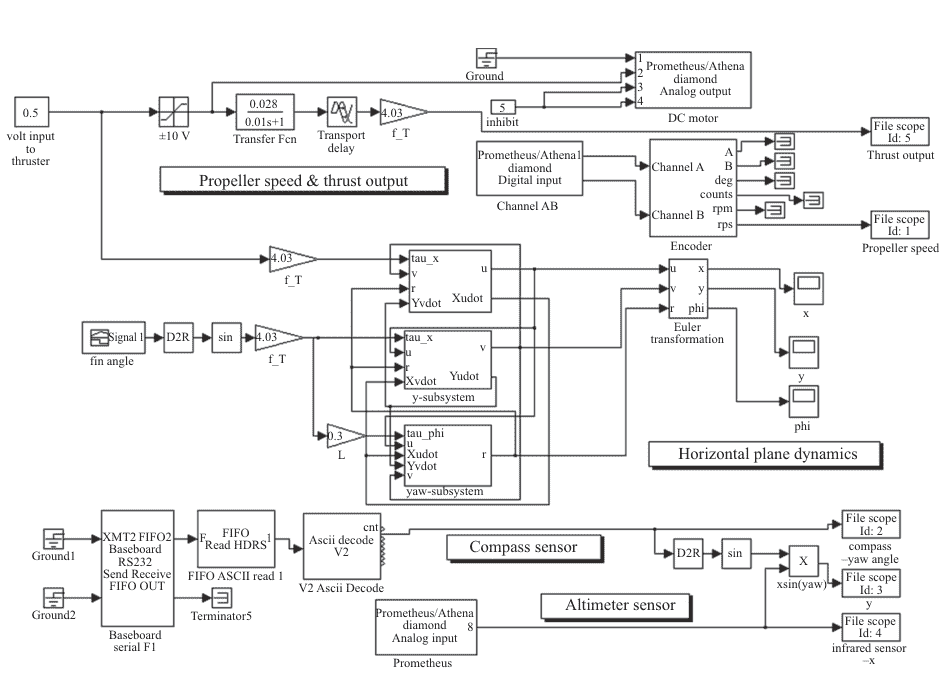 Ground
1
2
3
4
Prometheus/Athena
diamond
Analog output
DC motor
0.5
volt input
to
thruster
±10 V
0.028
0.01s+1
Transfer Fcn
Transport
delay
4.03
f_T
5
inhibit
File scope
Id: 5
Thrust output
Propeller speed & thrust output
Prometheus/Athena1
diamond
Digital input
Channel AB
Channel A
Channel B
A
B
deg
counts
rpm
rps
Encoder
File scope
Id: 1
Propeller speed
4.03
f_T
tau_x
v
r
Yvdot
u
Xudot
u
v
r
x
y
phi
Euler
transformation
x
Signal 1
fin angle
D2R
sin
4.03
f_T
tau_x
u
r
Xvdot
v
Yudot
y-subsystem
y
phi
0.3
L
tau_phi
u
Xudot
Yvdot
v
r
yaw-subsystem
Horizontal plane dynamics
Ground1
Ground2
XMT2 FIFO2
Baseboard
RS232
Send Receive
FIFO OUT
Baseboard
serial F1
FIFO
F Read HDRS 1
FIFO ASCII read 1
Terminator5
cnt
Ascii decode
V2
V2 Ascii Decode
Compass sensor
D2R
sin
X
xsin(yaw)
File scope
Id: 2
compass
–yaw angle
File scope
Id: 3
y
Altimeter sensor
Prometheus/Athena
diamond
Analog input
8
Prometheus
File scope
Id: 4
infrared sensor
–x